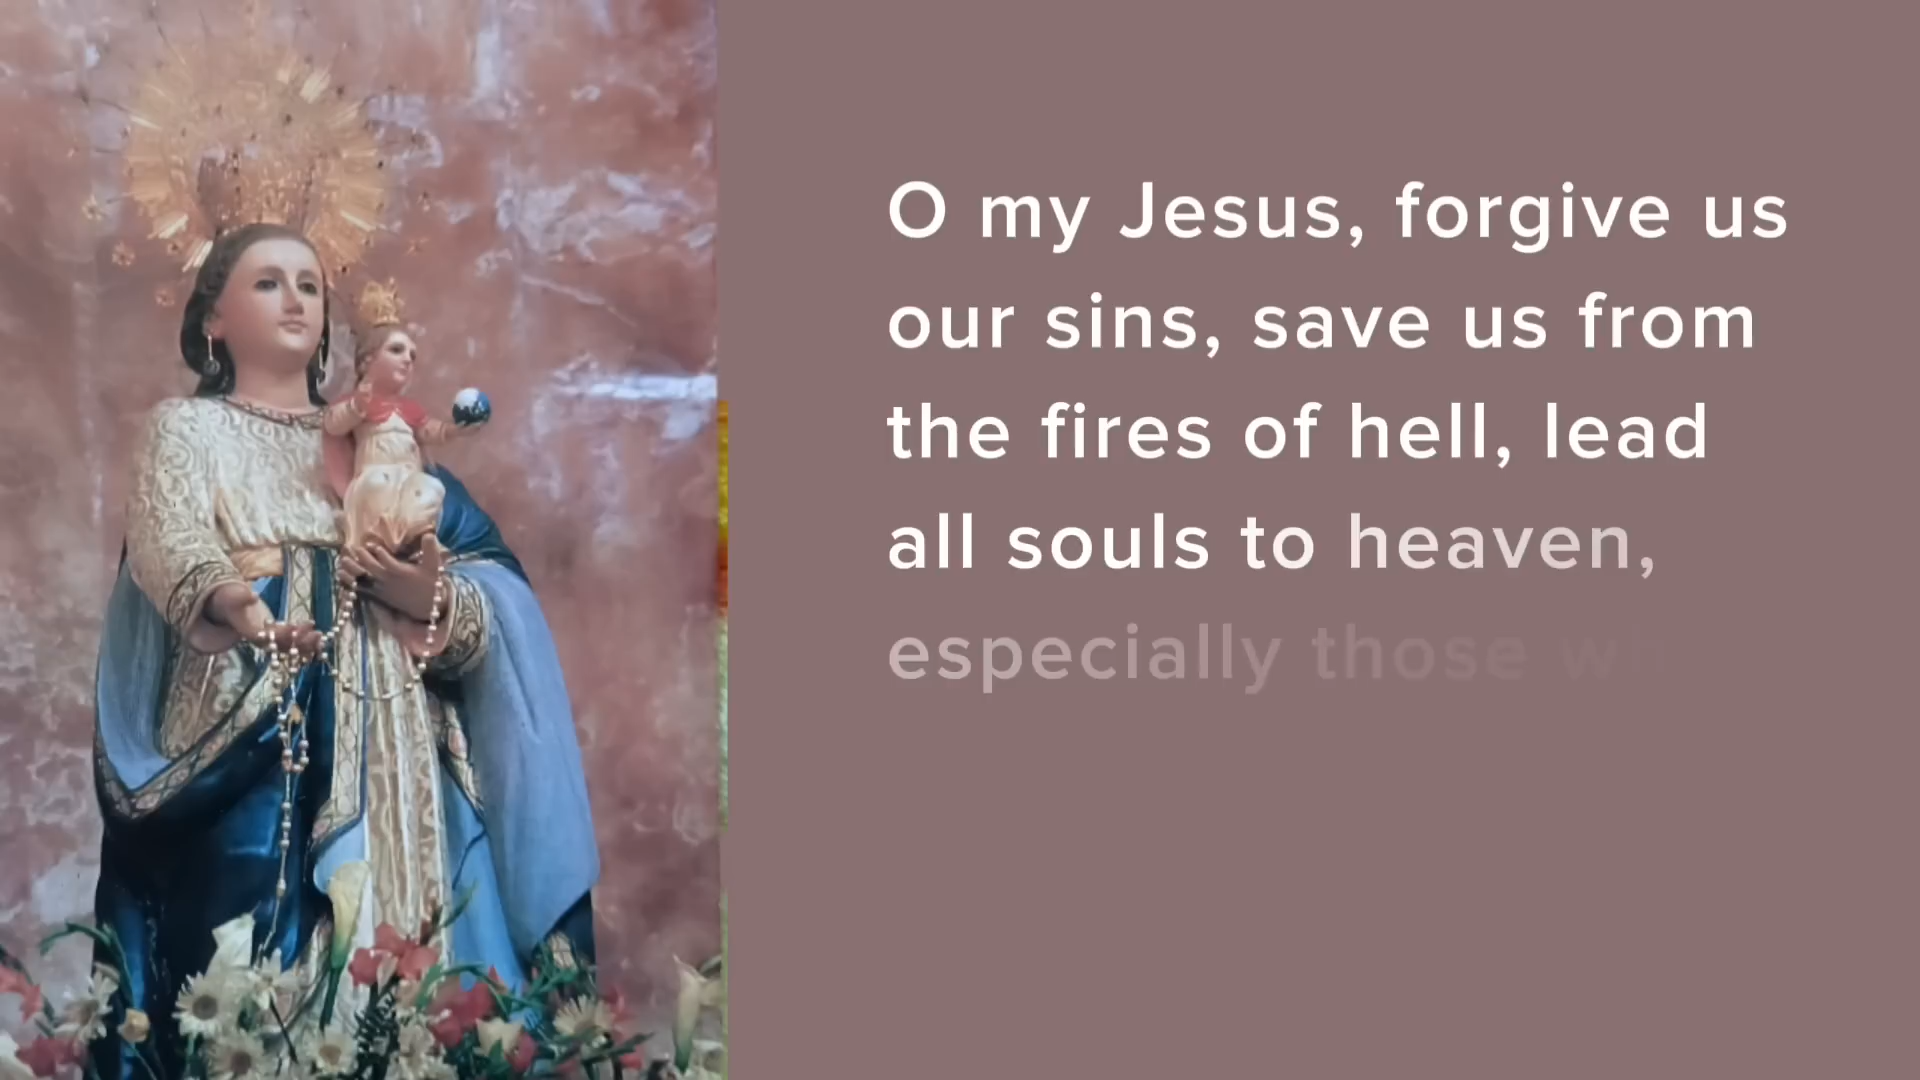 O my Jesus, forgive us
our sins, save us from
the fires of hell, lead
all souls to heaven,
especially those